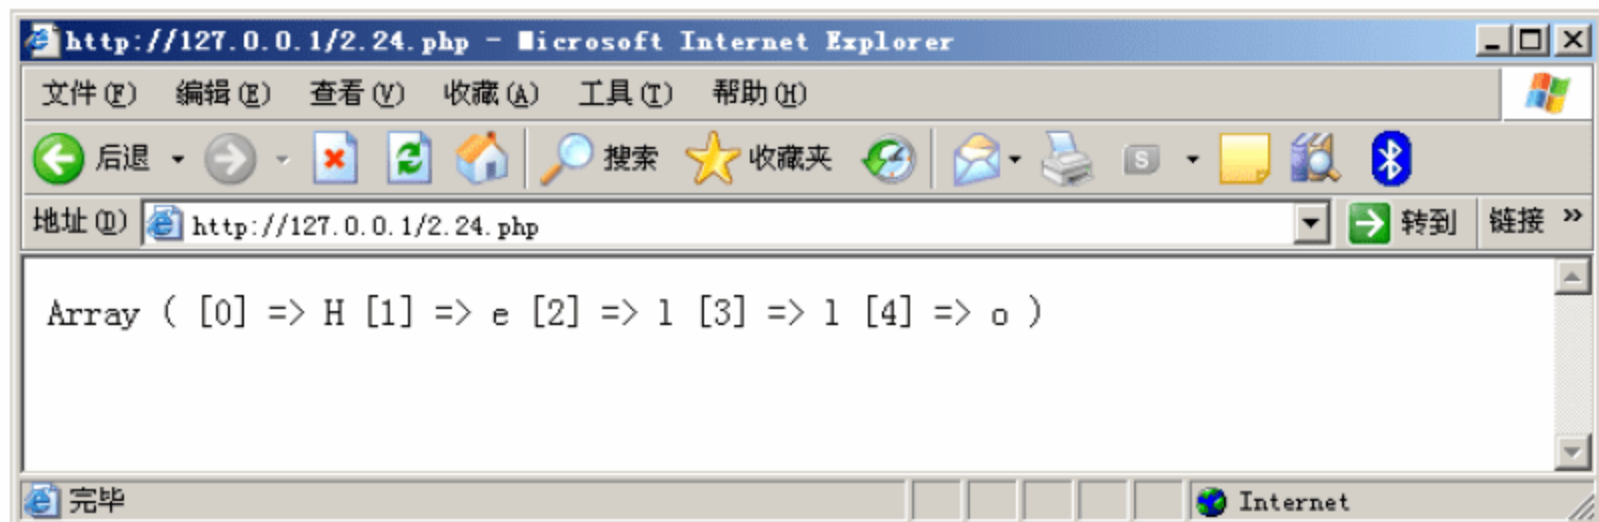 http://127.0.0.1/2.24.php - Microsoft Internet Explorer
文件(F) 编辑(E) 查看(V) 收藏(A) 工具(T) 帮助(H)
后退 搜索 收藏夹 S
地址(D) http://127.0.0.1/2.24.php 转到 链接 »
Array ( [0] => H [1] => e [2] => l [3] => l [4] => o )
完毕 Internet